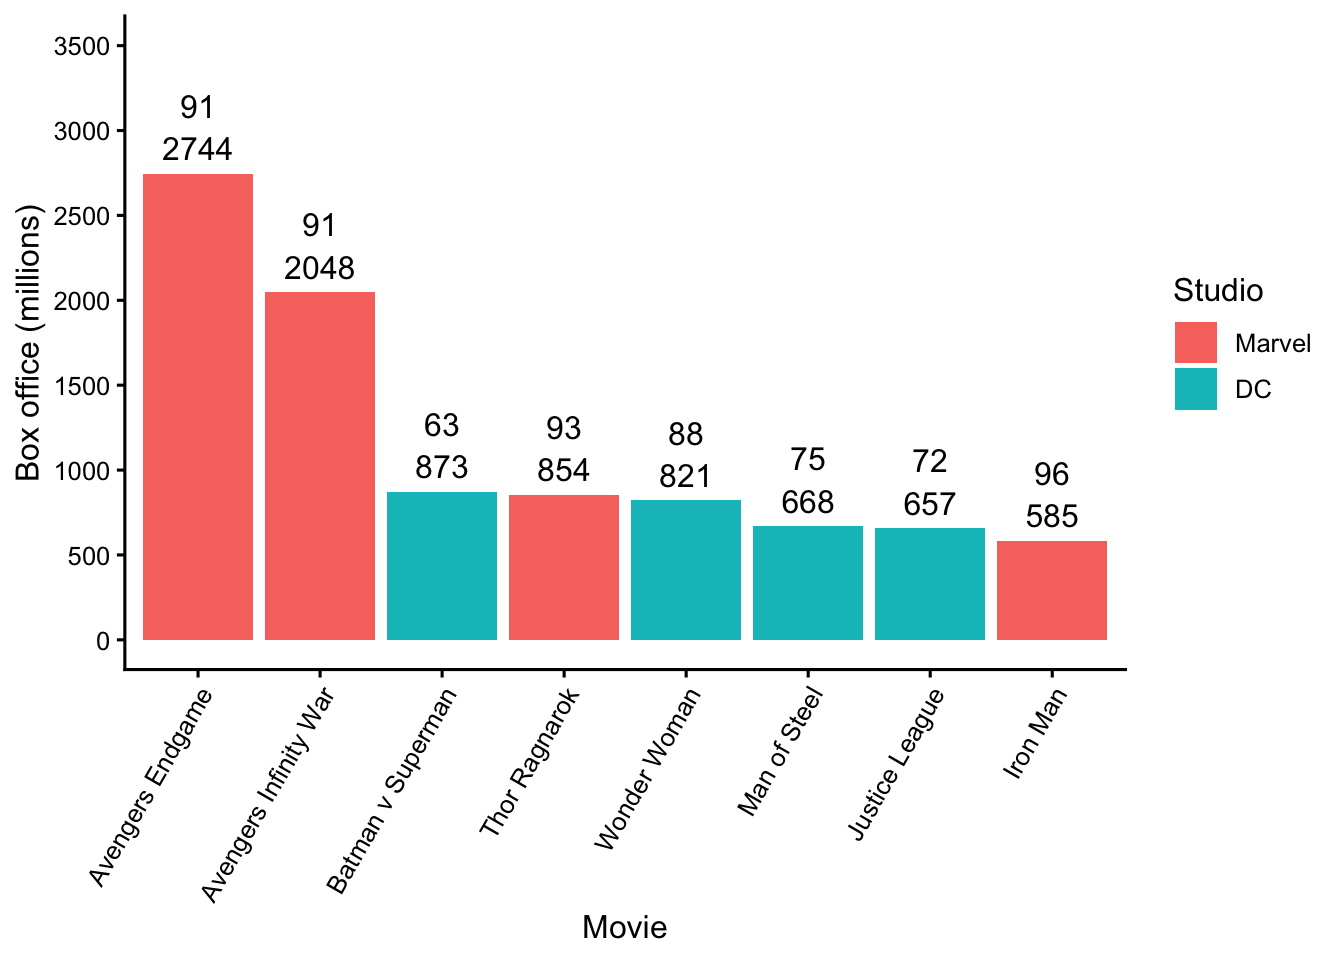 3500
3000
2500
2000
1500
1000
500
0
Box office (millions)
91
2744
91
2048
63
873
93
854
88
821
75
668
72
657
96
585
Avengers Endgame
Avengers Infinity War
Batman v Superman
Thor Ragnarok
Wonder Woman
Man of Steel
Justice League
Iron Man
Movie
Studio
Marvel
DC